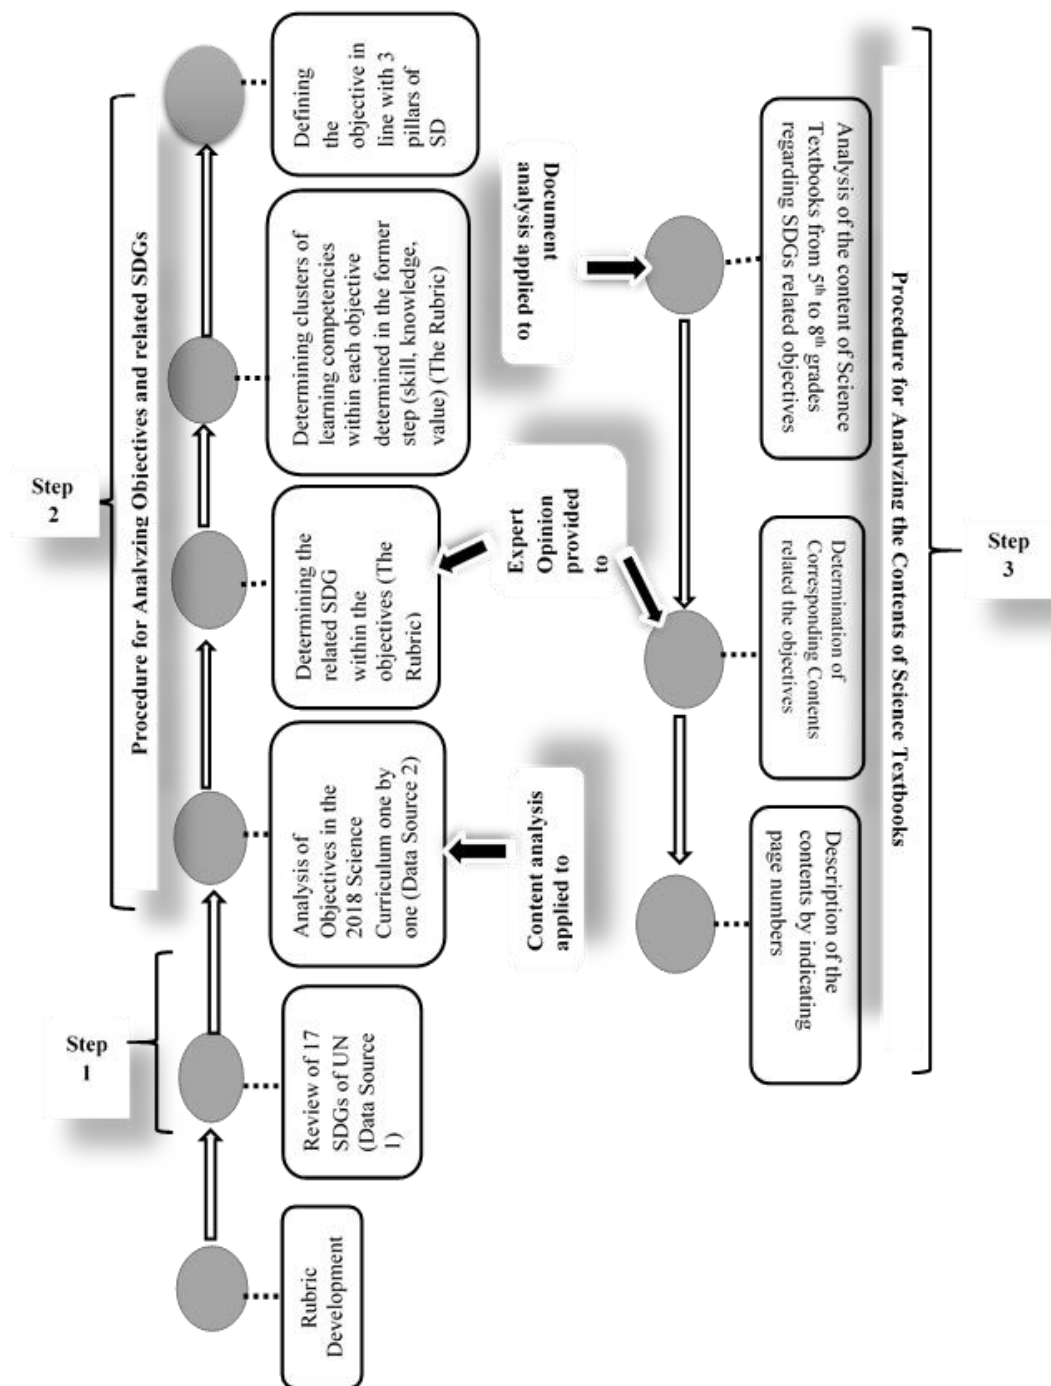 Step
1
Step
2
Procedure for Analyzing Objectives and related SDGs
Rubric
Development
Review of 17
SDGs of UN
(Data Source
1)
Analysis of
Objectives in the
2018 Science
Curriculum one by
one (Data Source 2)
Determining the
related SDG
within the
objectives (The
Rubric)
Determining clusters of
learning competencies
within each objective
determined in the former
step (skill, knowledge,
value) (The Rubric)
Defining
the
objective in
line with 3
pillars of
SD
Content analysis
applied to
Expert
Opinion
provided
to
Document
analysis applied to
Description of the
contents by indicating
page numbers
Determination of
Corresponding Contents
related the objectives
Analysis of the content of Science
Textbooks from 5th to 8th grades
regarding SDGs related objectives
Procedure for Analyzing the Contents of Science Textbooks
Step
3